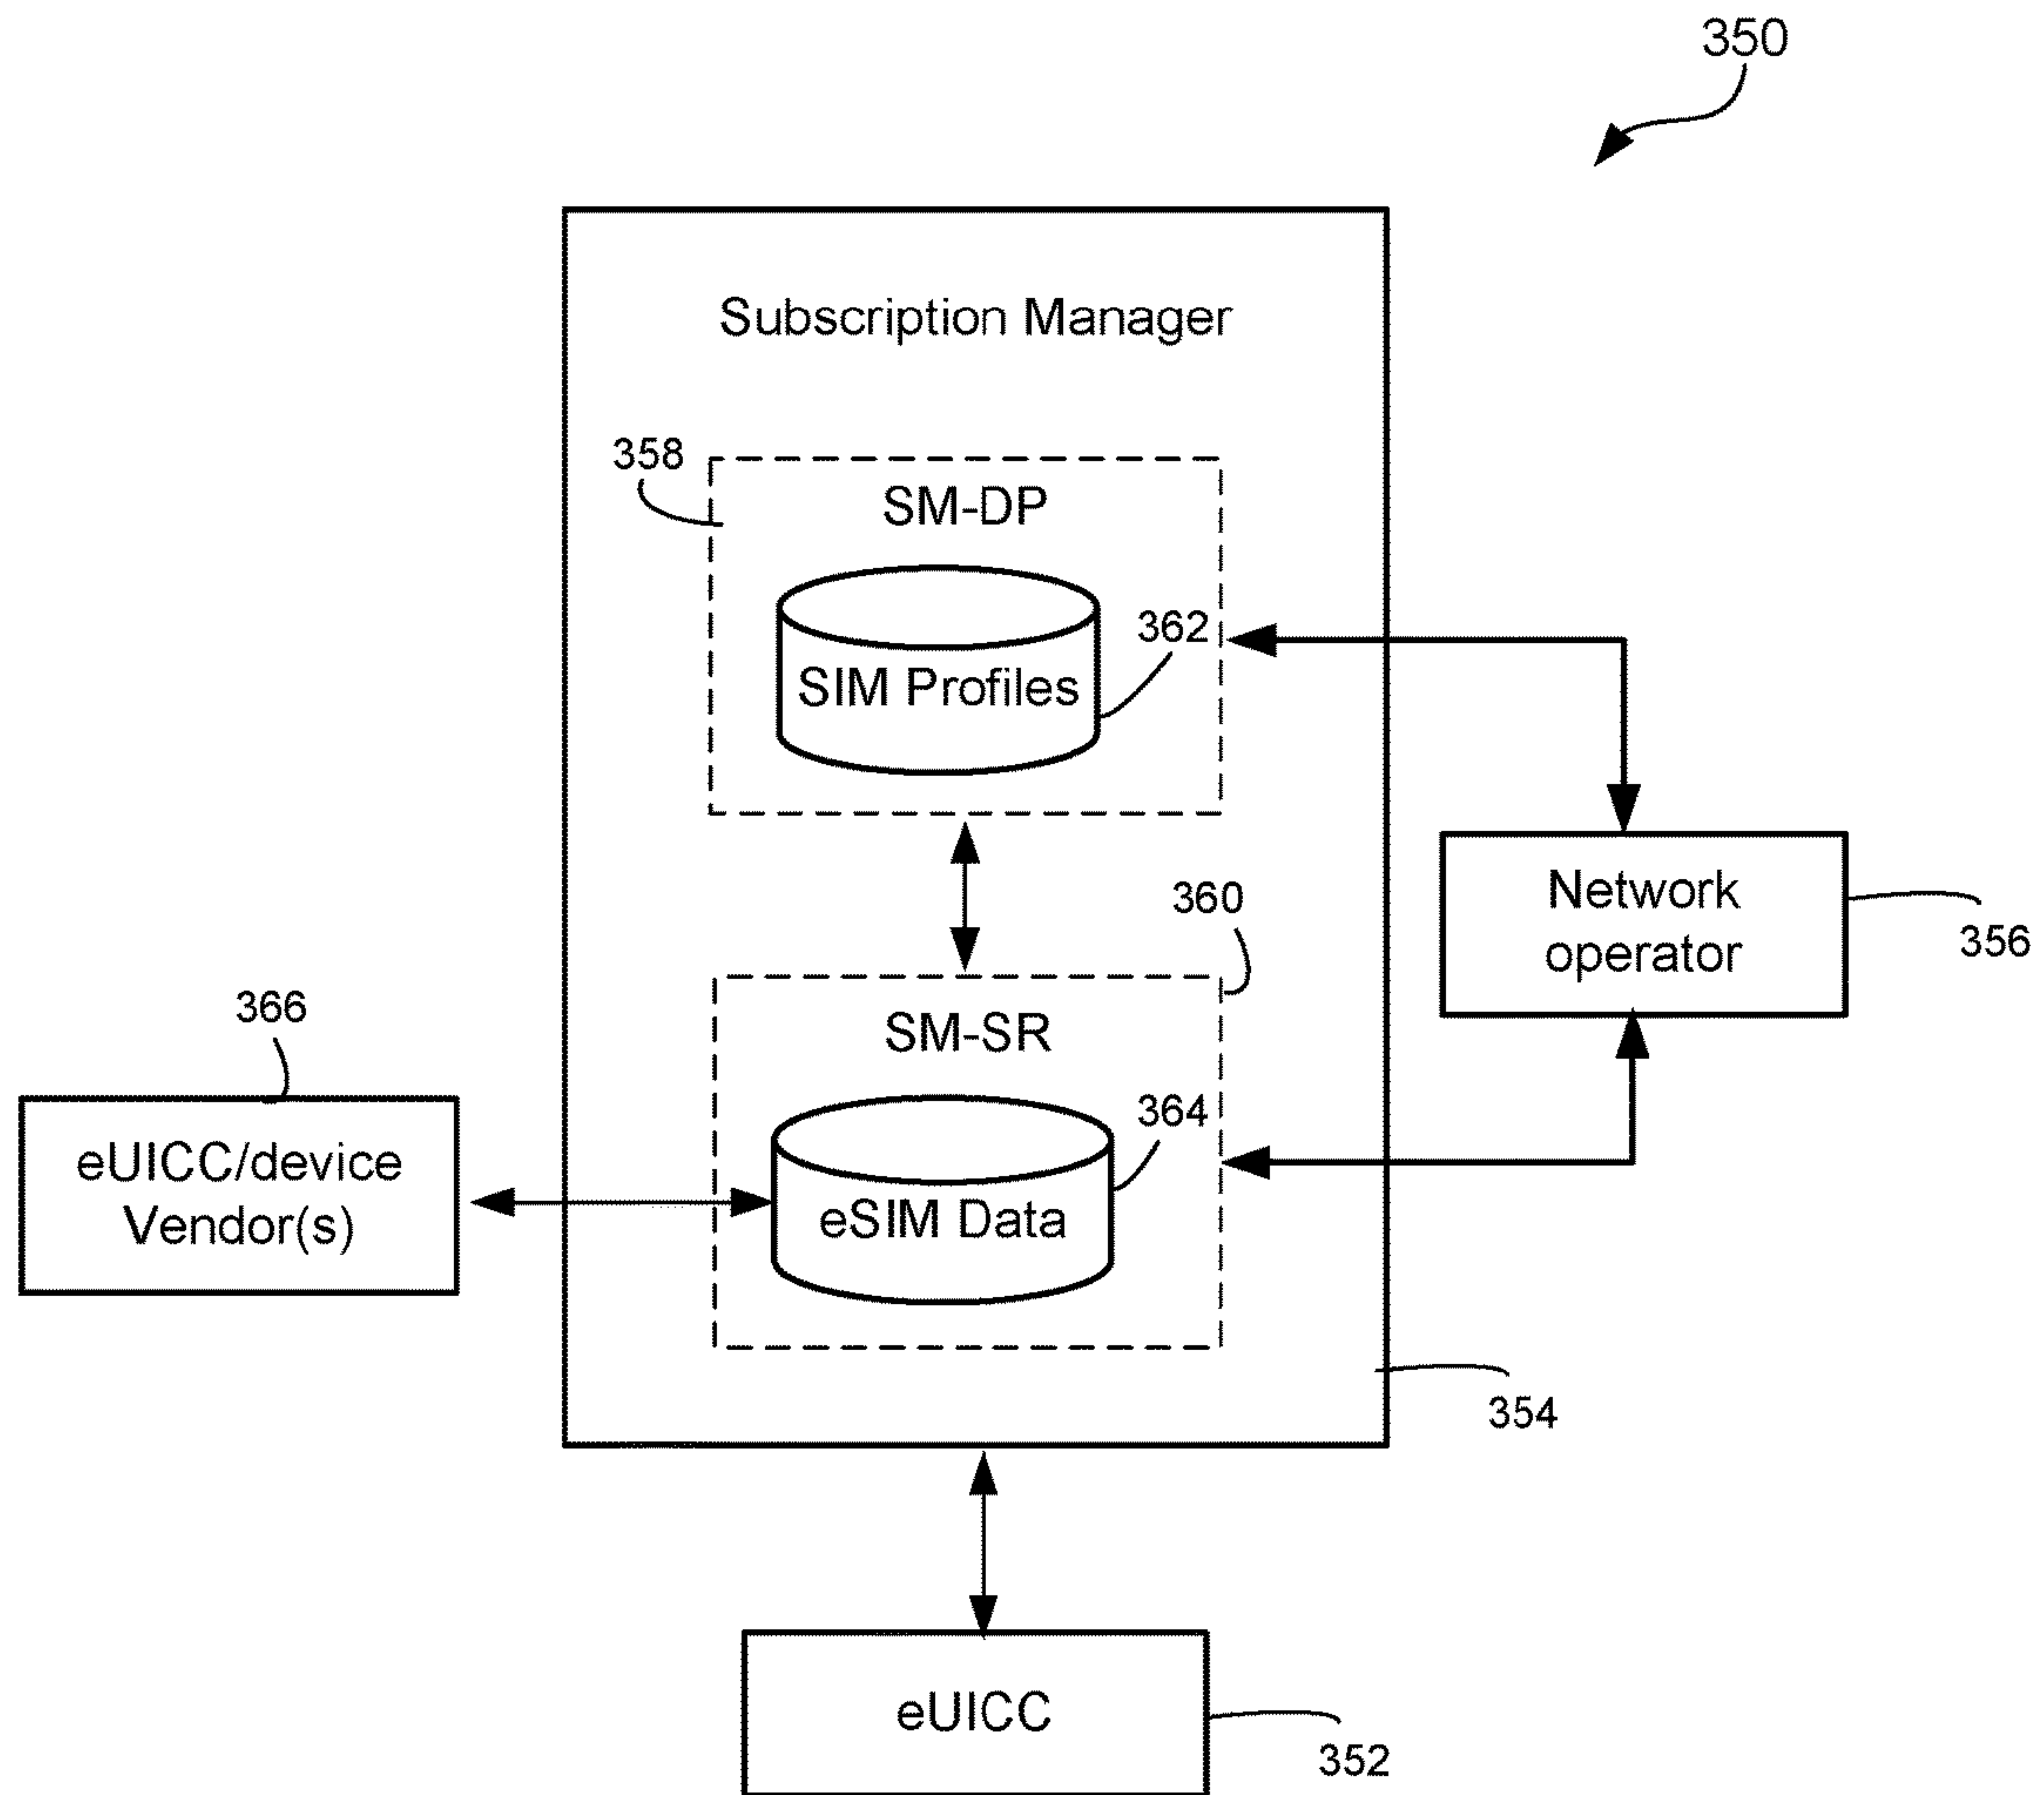 350
Subscription Manager
358
SM-DP
362
SIM Profiles
360
Network
operator
356
366
SM-SR
364
eUICC/device
Vendor(s)
eSIM Data
354
eUICC
352